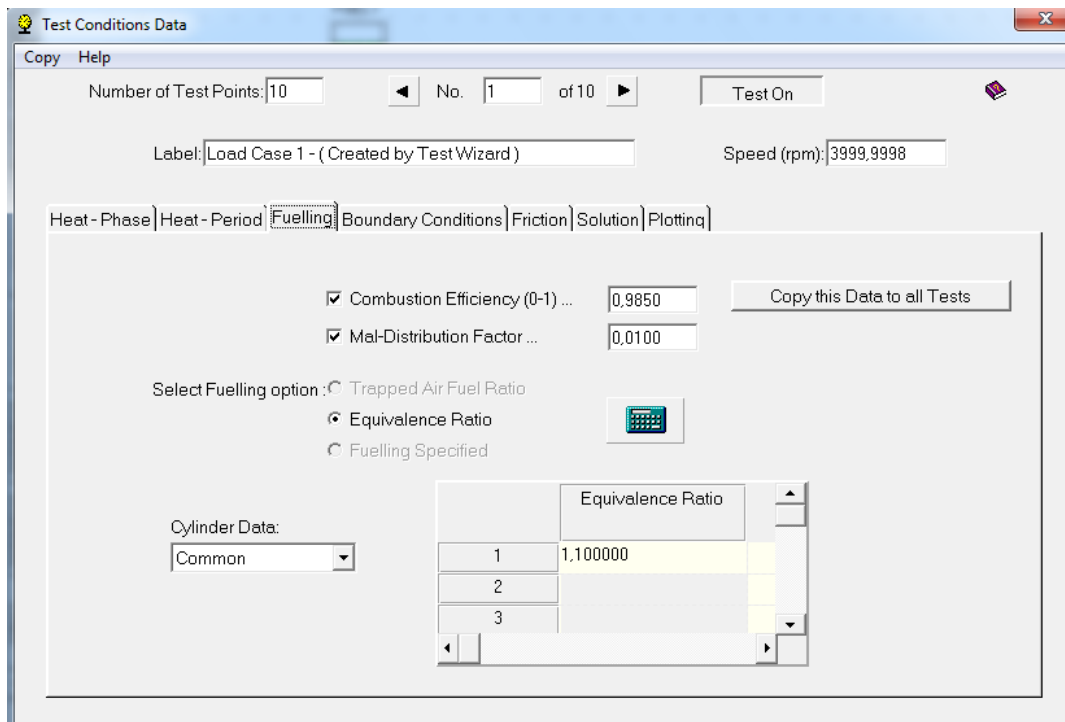 Test Conditions Data
Copy Help
Number of Test Points: 10 No. 1 of 10 Test On
Label: Load Case 1 - ( Created by Test Wizard ) Speed (rpm): 3999,9998
Heat - Phase Heat - Period Fuelling Boundary Conditions Friction Solution Plotting
Combustion Efficiency (0-1) ... 0,9850 Copy this Data to all Tests
Mal-Distribution Factor ... 0,0100
Select Fuelling option : Trapped Air Fuel Ratio
Equivalence Ratio
Fuelling Specified
Equivalence Ratio
Cylinder Data:
Common
1 1,100000
2
3